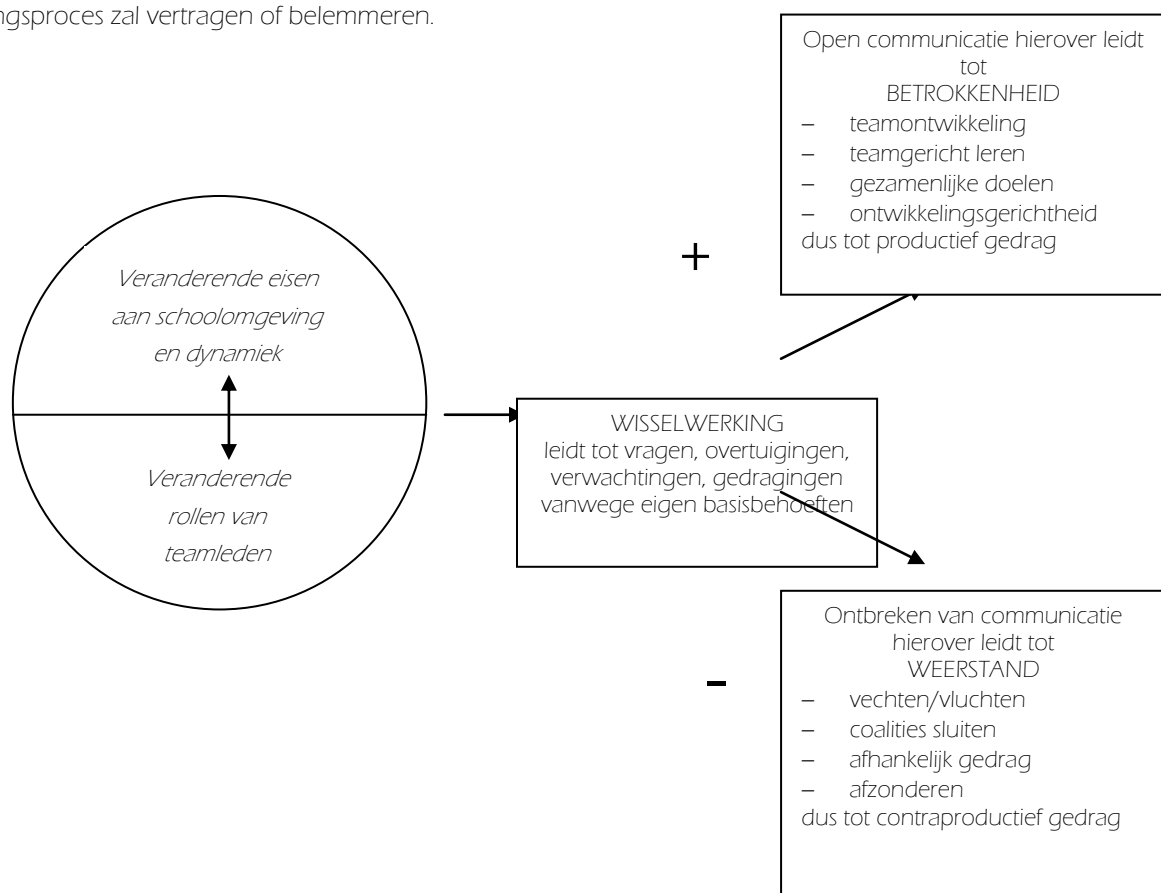 ngsproces zal vertragen of belemmeren.
Open communicatie hierover leidt
tot
BETROKKENHEID
– teamontwikkeling
– teamgericht leren
– gezamenlijke doelen
– ontwikkelingsgerichtheid
dus tot productief gedrag
+
Veranderende eisen
aan schoolomgeving
en dynamiek
Veranderende
rollen van
teamleden
WISSELWERKING
leidt tot vragen, overtuigingen,
verwachtingen, gedragingen
vanwege eigen basisbehoeften
-
Ontbreken van communicatie
hierover leidt tot
WEERSTAND
– vechten/vluchten
– coalities sluiten
– afhankelijk gedrag
– afzonderen
dus tot contraproductief gedrag